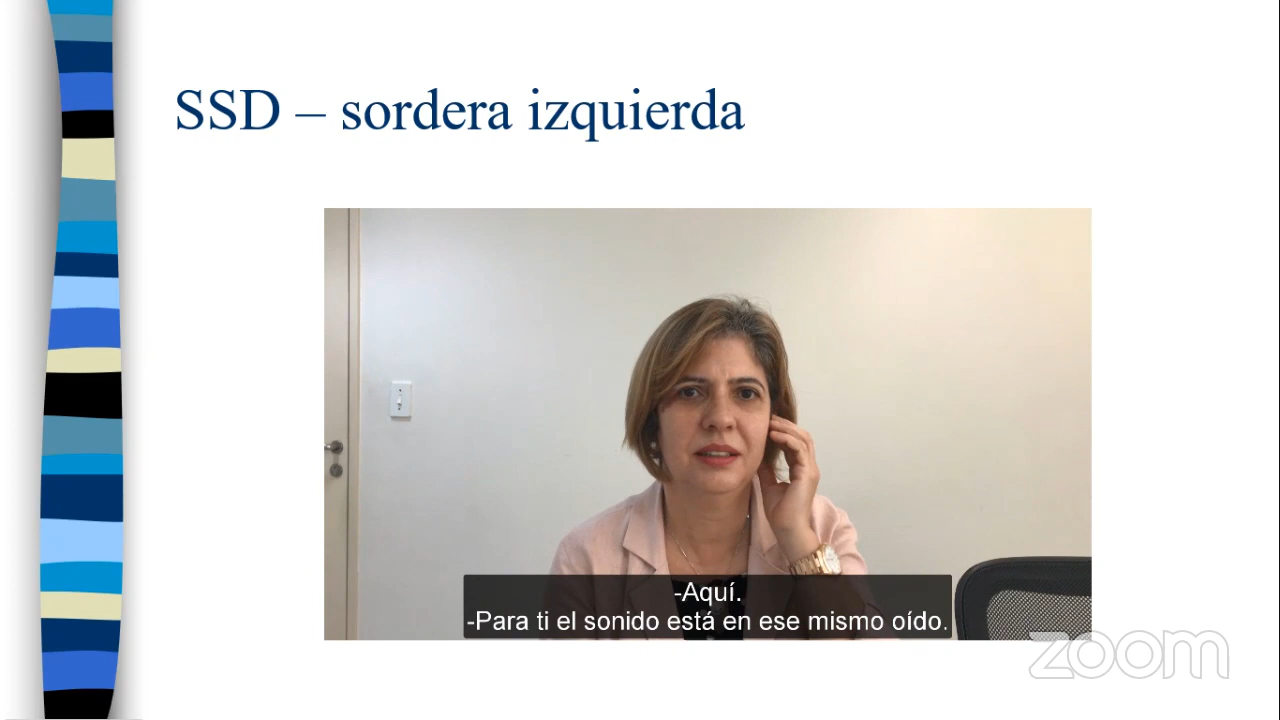 SSD – sordera izquierda
-Aquí.
-Para ti el sonido está en ese mismo oído.
zoom